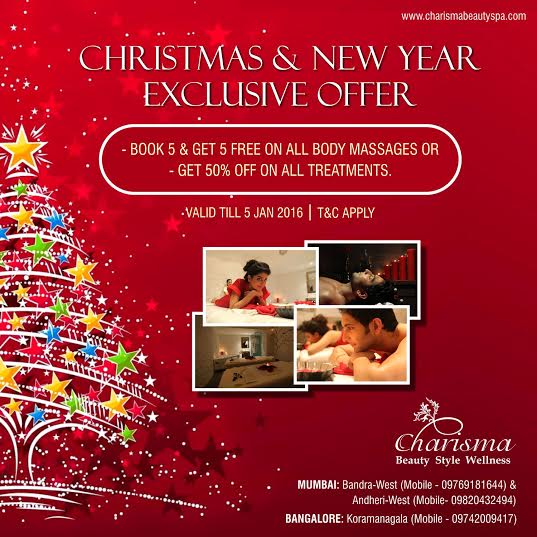 www.charismabeautyspa.com
CHRISTMAS & NEW YEAR
EXCLUSIVE OFFER
- BOOK 5 & GET 5 FREE ON ALL BODY MASSAGES OR
- GET 50% OFF ON ALL TREATMENTS.
•VALID TILL 5 JAN 2016 | T&C APPLY
Charisma
Beauty Style Wellness
MUMBAI: Bandra-West (Mobile - 09769181644) &
Andheri-West (Mobile- 09820432494)
BANGALORE: Koramanagala (Mobile - 09742009417)